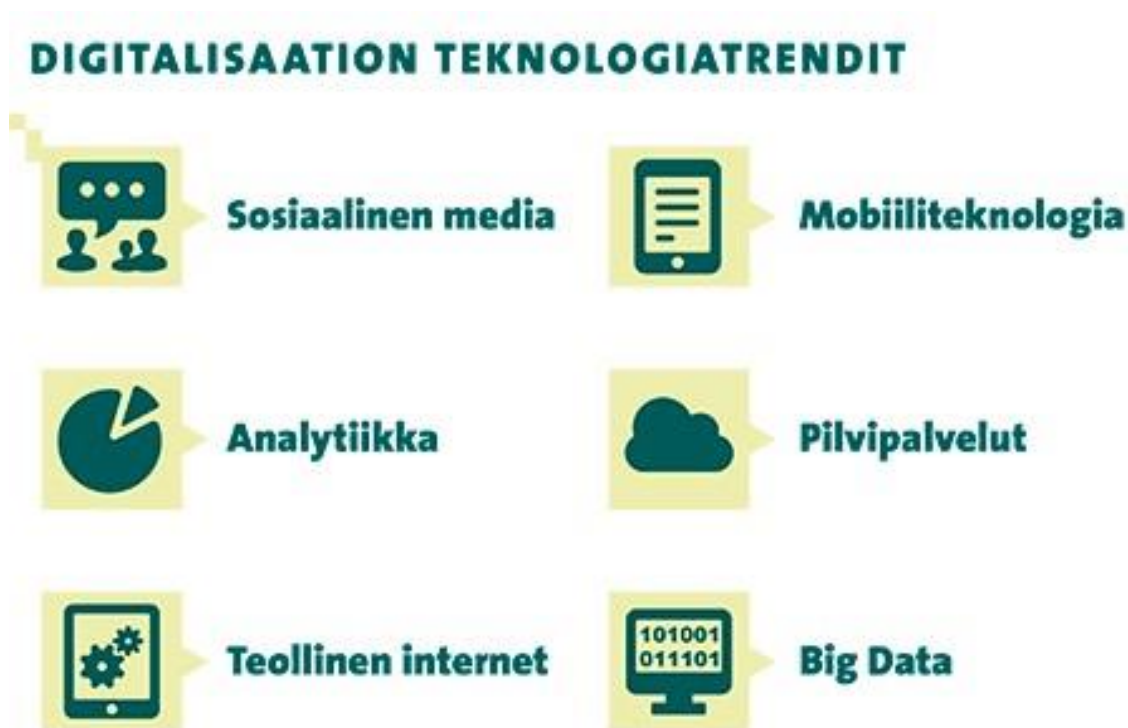 DIGITALISAATION TEKNOLOGIATRENDIT
Sosiaalinen media
Mobiiliteknologia
Analytiikka
Pilvipalvelut
Teollinen internet
101001
011101
Big Data